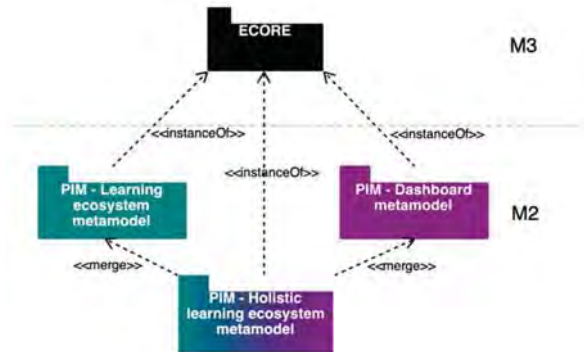 ECORE
M3
<<instanceOf>>
<<instanceOf>>
<<instanceOf>>
PIM - Learning
ecosystem
metamodel
PIM - Dashboard
metamodel
M2
<<merge>>
<<merge>>
PIM - Holistic
learning ecosystem
metamodel